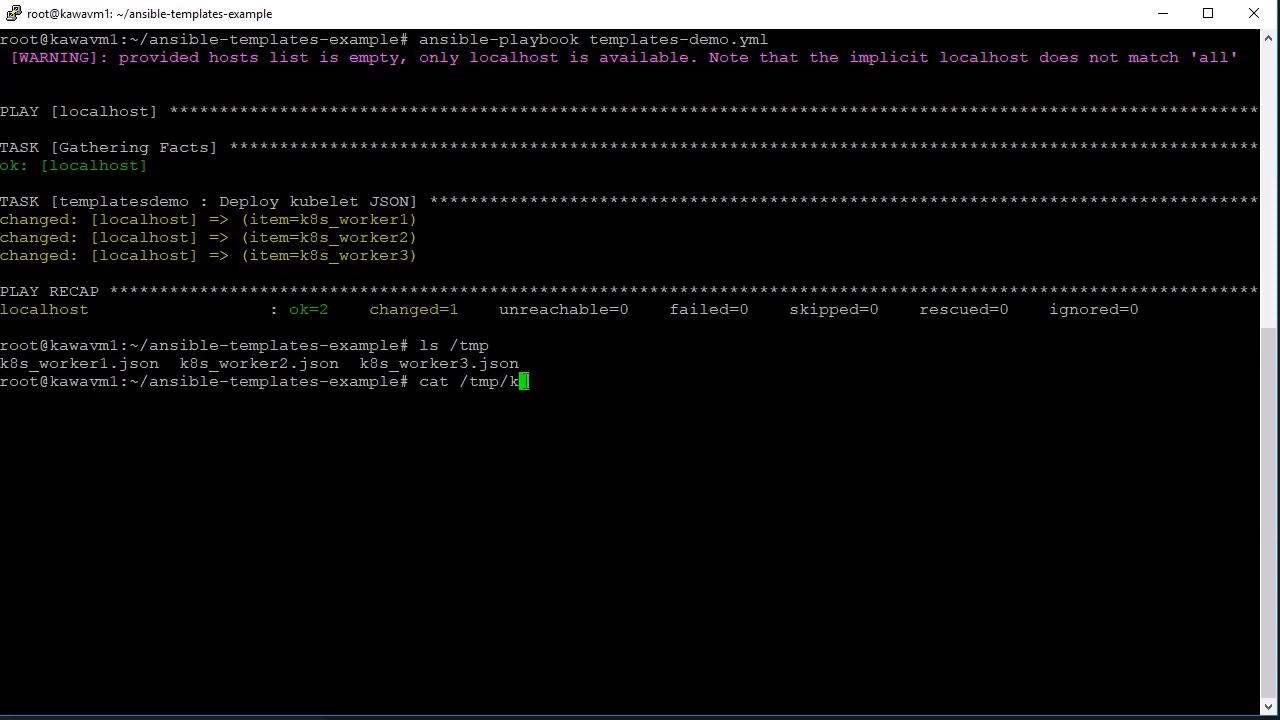 root@kawavm1: ~/ansible-templates-example
root@kawavm1:~/ansible-templates-example# ansible-playbook templates-demo.yml
[WARNING]: provided hosts list is empty, only localhost is available. Note that the implicit localhost does not match 'all'
PLAY [localhost] *************************************************************************************************************
TASK [Gathering Facts] *******************************************************************************************************
ok: [localhost]
TASK [templatesdemo : Deploy kubelet JSON] ***********************************************************************************
changed: [localhost] => (item=k8s_worker1)
changed: [localhost] => (item=k8s_worker2)
changed: [localhost] => (item=k8s_worker3)
PLAY RECAP *******************************************************************************************************************
localhost                  : ok=2    changed=1    unreachable=0    failed=0    skipped=0    rescued=0    ignored=0
root@kawavm1:~/ansible-templates-example# ls /tmp
k8s_worker1.json  k8s_worker2.json  k8s_worker3.json
root@kawavm1:~/ansible-templates-example# cat /tmp/k